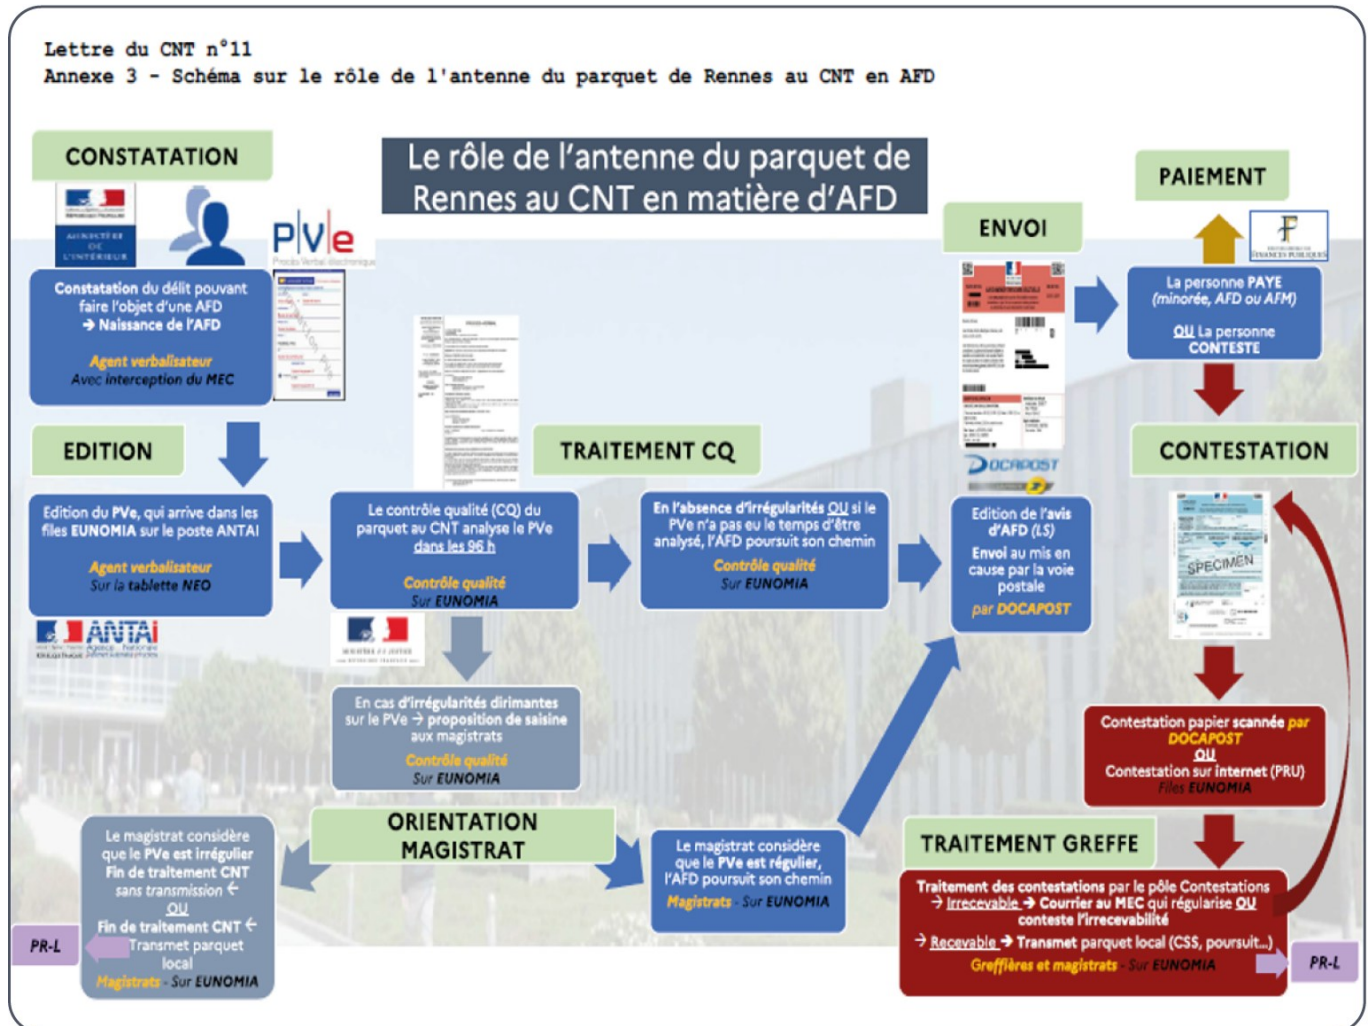 Lettre du CNT n°11
Annexe 3 - Schéma sur le rôle de l'antenne du parquet de Rennes au CNT en AFD
Le rôle de l'antenne du parquet de
Rennes au CNT en matière d'AFD
CONSTATATION
MINISTÈRE
DE
L'INTÉRIEUR
PVe
Procès Verbal électronique
Constatation du délit pouvant
faire l'objet d'une AFD
➔ Naissance de l'AFD
Agent verbalisateur
Avec interception du MEC
EDITION
Edition du PVe, qui arrive dans les
files EUNOMIA sur le poste ANTAI
Agent verbalisateur
Sur la tablette NEO
ANTAi
TRAITEMENT CQ
Le contrôle qualité (CQ) du
parquet au CNT analyse le PVe
dans les 96 h
Contrôle qualité
Sur EUNOMIA
En l'absence d'irrégularités OU si le
PVe n'a pas eu le temps d'être
analysé, l'AFD poursuit son chemin
Contrôle qualité
Sur EUNOMIA
En cas d'irrégularités dirimantes
sur le PVe → proposition de saisine
aux magistrats
Contrôle qualité
Sur EUNOMIA
ORIENTATION
MAGISTRAT
Le magistrat considère
que le PVe est irrégulier
Fin de traitement CNT
sans transmission ←
OU
Fin de traitement CNT ←
Transmet parquet
local
Magistrats - Sur EUNOMIA
PR-L
Le magistrat considère
que le PVe est régulier,
l'AFD poursuit son chemin
Magistrats - Sur EUNOMIA
ENVOI
DOCAPOST
Edition de l'avis
d'AFD (LS)
Envoi au mis en
cause par la voie
postale
par DOCAPOST
PAIEMENT
FINANCES PUBLIQUES
La personne PAYE
(minorée, AFD ou AFM)
OU La personne
CONTESTE
CONTESTATION
SPECIMEN
Contestation papier scannée par
DOCAPOST
OU
Contestation sur internet (PRU)
Files EUNOMIA
TRAITEMENT GREFFE
Traitement des contestations par le pôle Contestations
→ Irrecevable ➔ Courrier au MEC qui régularise OU
conteste l'irrecevabilité
→ Recevable ➔ Transmet parquet local (CSS, poursuit...)
Greffières et magistrats - Sur EUNOMIA
PR-L